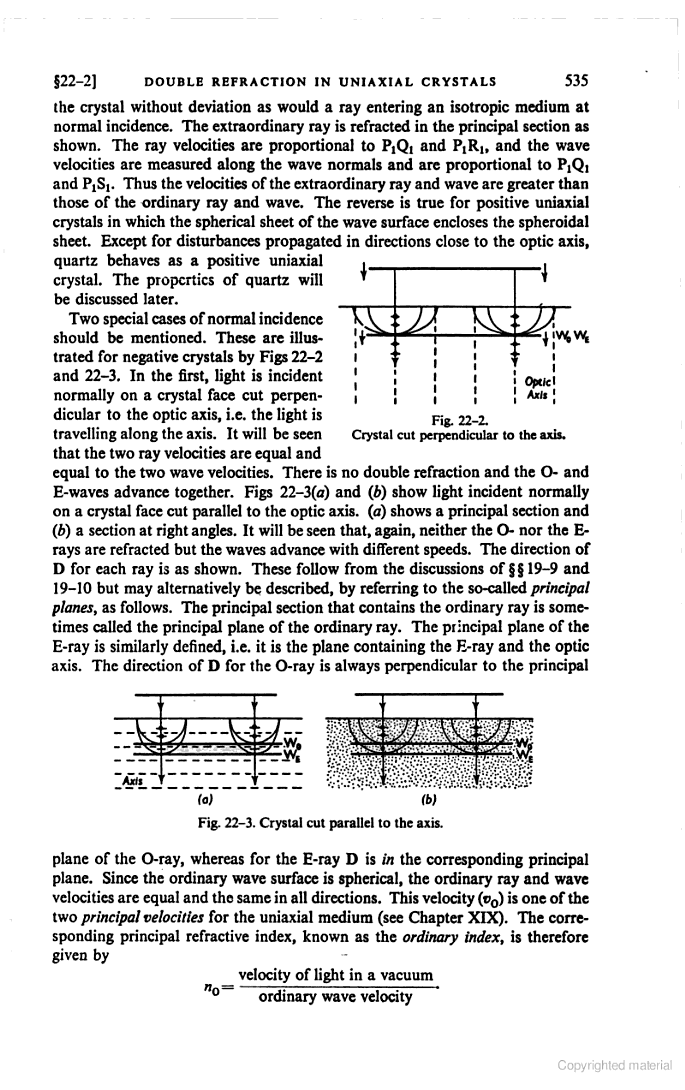 §22–2] DOUBLE REFRACTION IN UNIAXIAL CRYSTALS 535
the crystal without deviation as would a ray entering an isotropic medium at
normal incidence. The extraordinary ray is refracted in the principal section as
shown. The ray velocities are proportional to P₁Q₁ and P₁R₁, and the wave
velocities are measured along the wave normals and are proportional to P₁Q₁
and P₁S₁. Thus the velocities of the extraordinary ray and wave are greater than
those of the ordinary ray and wave. The reverse is true for positive uniaxial
crystals in which the spherical sheet of the wave surface encloses the spheroidal
sheet. Except for disturbances propagated in directions close to the optic axis,
quartz behaves as a positive uniaxial
crystal. The propcrtics of quartz will
be discussed later.
Two special cases of normal incidence
should be mentioned. These are illus-
trated for negative crystals by Figs 22–2
and 22–3. In the first, light is incident
normally on a crystal face cut perpen-
dicular to the optic axis, i.e. the light is
travelling along the axis. It will be seen
that the two ray velocities are equal and
W₀ Wᴇ
Optic
Axis
Fig. 22–2.
Crystal cut perpendicular to the axis.
equal to the two wave velocities. There is no double refraction and the O- and
E-waves advance together. Figs 22–3(a) and (b) show light incident normally
on a crystal face cut parallel to the optic axis. (a) shows a principal section and
(b) a section at right angles. It will be seen that, again, neither the O- nor the E-
rays are refracted but the waves advance with different speeds. The direction of
D for each ray is as shown. These follow from the discussions of §§ 19–9 and
19–10 but may alternatively be described, by referring to the so-called principal
planes, as follows. The principal section that contains the ordinary ray is some-
times called the principal plane of the ordinary ray. The principal plane of the
E-ray is similarly defined, i.e. it is the plane containing the E-ray and the optic
axis. The direction of D for the O-ray is always perpendicular to the principal
W₀
Wᴇ
Axis
(a)
W₀
Wᴇ
(b)
Fig. 22–3. Crystal cut parallel to the axis.
plane of the O-ray, whereas for the E-ray D is in the corresponding principal
plane. Since the ordinary wave surface is spherical, the ordinary ray and wave
velocities are equal and the same in all directions. This velocity (v₀) is one of the
two principal velocities for the uniaxial medium (see Chapter XIX). The corre-
sponding principal refractive index, known as the ordinary index, is therefore
given by
velocity of light in a vacuum
n₀=
ordinary wave velocity.
Copyrighted material